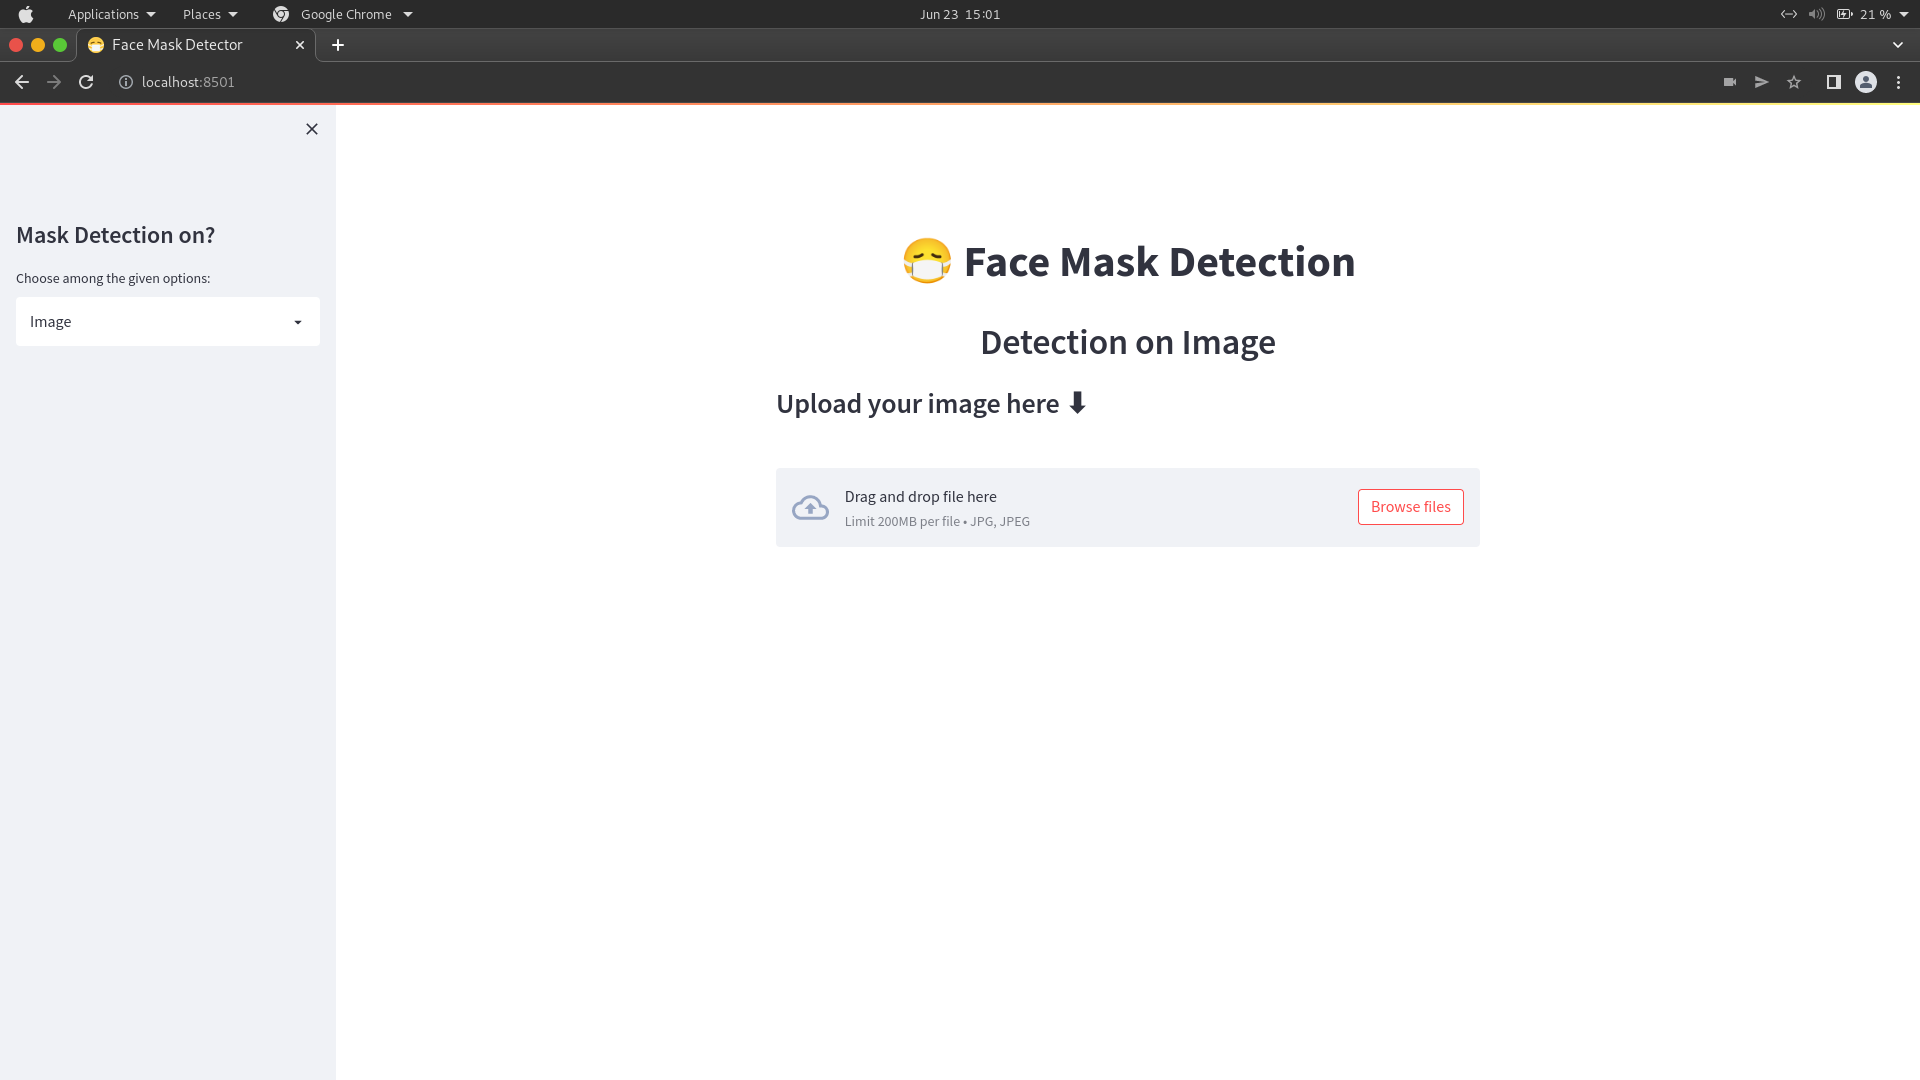 Applications
Places
Google Chrome
Jun 23 15:01
21 %
Face Mask Detector
localhost:8501
Mask Detection on?
Choose among the given options:
Image
😷 Face Mask Detection
Detection on Image
Upload your image here ⬇
Drag and drop file here
Limit 200MB per file • JPG, JPEG
Browse files